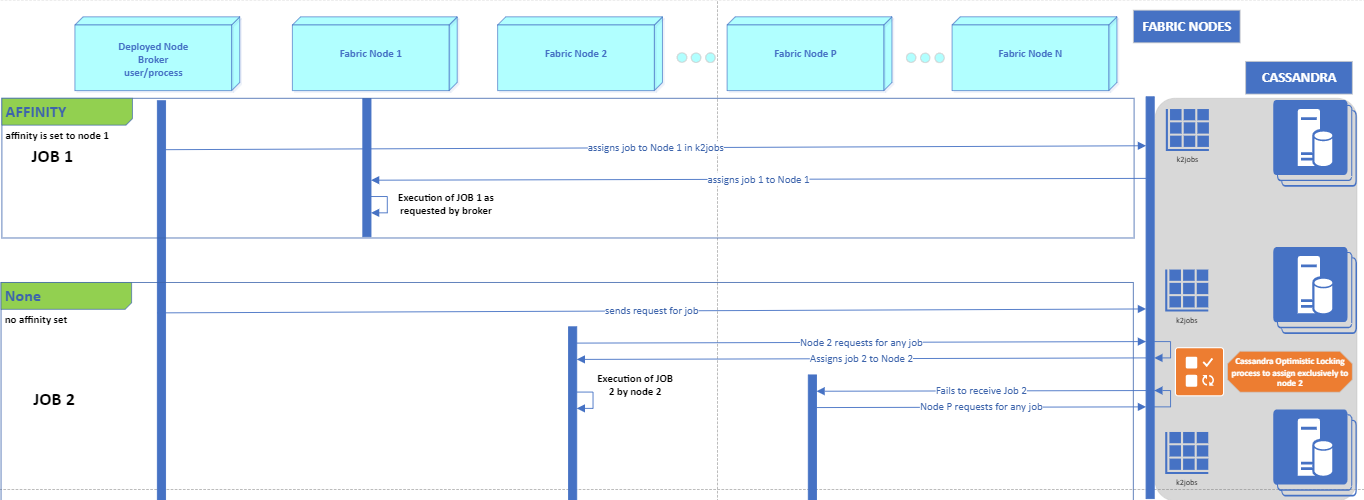 FABRIC NODES
Deployed Node
Broker
user/process
Fabric Node 1
Fabric Node 2
Fabric Node P
Fabric Node N
CASSANDRA
AFFINITY
affinity is set to node 1
JOB 1
assigns job to Node 1 in k2jobs
k2jobs
assigns job 1 to Node 1
Execution of JOB 1 as
requested by broker
None
no affinity set
sends request for job
k2jobs
Node 2 requests for any job
Assigns job 2 to Node 2
Cassandra Optimistic Locking
process to assign exclusively to
node 2
Execution of JOB
2 by node 2
Fails to receive Job 2
JOB 2
Node P requests for any job
k2jobs